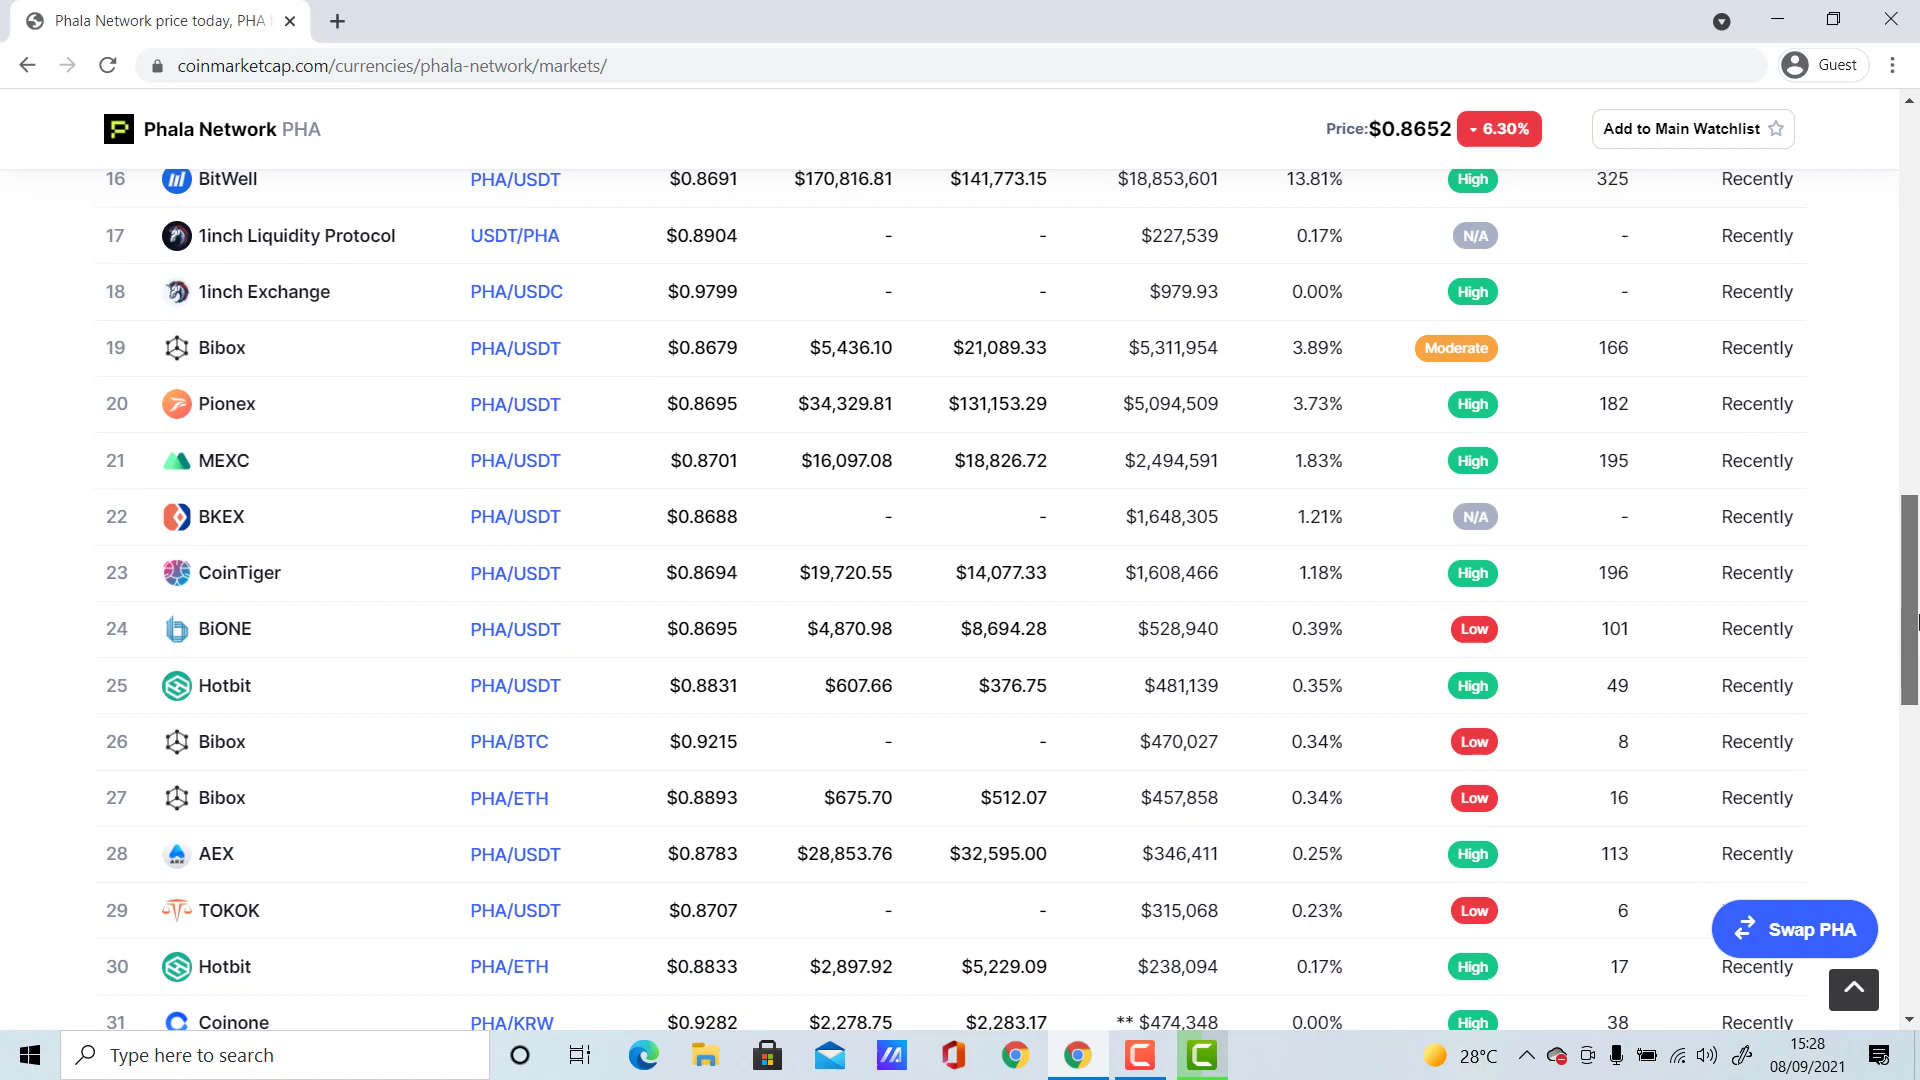 Phala Network price today, PHA
coinmarketcap.com/currencies/phala-network/markets/
Guest
Phala Network PHA
Price:$0.8652 6.30%
Add to Main Watchlist
16 BitWell PHA/USDT $0.8691 $170,816.81 $141,773.15 $18,853,601 13.81% High 325 Recently
17 1inch Liquidity Protocol USDT/PHA $0.8904 - - $227,539 0.17% N/A - Recently
18 1inch Exchange PHA/USDC $0.9799 - - $979.93 0.00% High - Recently
19 Bibox PHA/USDT $0.8679 $5,436.10 $21,089.33 $5,311,954 3.89% Moderate 166 Recently
20 Pionex PHA/USDT $0.8695 $34,329.81 $131,153.29 $5,094,509 3.73% High 182 Recently
21 MEXC PHA/USDT $0.8701 $16,097.08 $18,826.72 $2,494,591 1.83% High 195 Recently
22 BKEX PHA/USDT $0.8688 - - $1,648,305 1.21% N/A - Recently
23 CoinTiger PHA/USDT $0.8694 $19,720.55 $14,077.33 $1,608,466 1.18% High 196 Recently
24 BiONE PHA/USDT $0.8695 $4,870.98 $8,694.28 $528,940 0.39% Low 101 Recently
25 Hotbit PHA/USDT $0.8831 $607.66 $376.75 $481,139 0.35% High 49 Recently
26 Bibox PHA/BTC $0.9215 - - $470,027 0.34% Low 8 Recently
27 Bibox PHA/ETH $0.8893 $675.70 $512.07 $457,858 0.34% Low 16 Recently
28 AEX PHA/USDT $0.8783 $28,853.76 $32,595.00 $346,411 0.25% High 113 Recently
29 TOKOK PHA/USDT $0.8707 - - $315,068 0.23% Low 6
Swap PHA
30 Hotbit PHA/ETH $0.8833 $2,897.92 $5,229.09 $238,094 0.17% High 17 Recently
31 Coinone PHA/KRW $0.9282 $2,278.75 $2,283.17 ** $474,348 0.00% High 38 Recently
Type here to search
28°C
15:28
08/09/2021